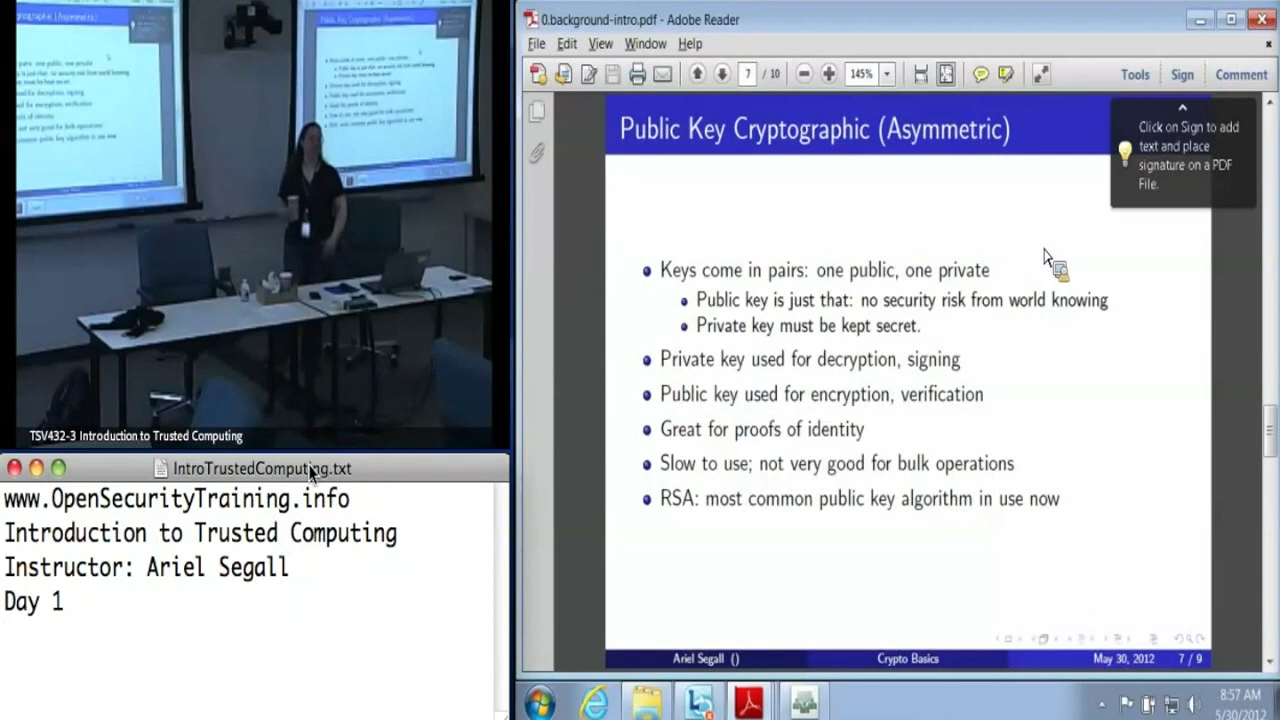 TSV432-3 Introduction to Trusted Computing
IntroTrustedComputing.txt
www.OpenSecurityTraining.info
Introduction to Trusted Computing
Instructor: Ariel Segall
Day 1
0.background-intro.pdf - Adobe Reader
File Edit View Window Help
7 10 145% Tools Sign Comment
Public Key Cryptographic (Asymmetric)
Click on Sign to add
text and place
signature on a PDF
File.
Keys come in pairs: one public, one private
Public key is just that: no security risk from world knowing
Private key must be kept secret.
Private key used for decryption, signing
Public key used for encryption, verification
Great for proofs of identity
Slow to use; not very good for bulk operations
RSA: most common public key algorithm in use now
Ariel Segall () Crypto Basics May 30, 2012 7 / 9
8:57 AM
5/30/2012